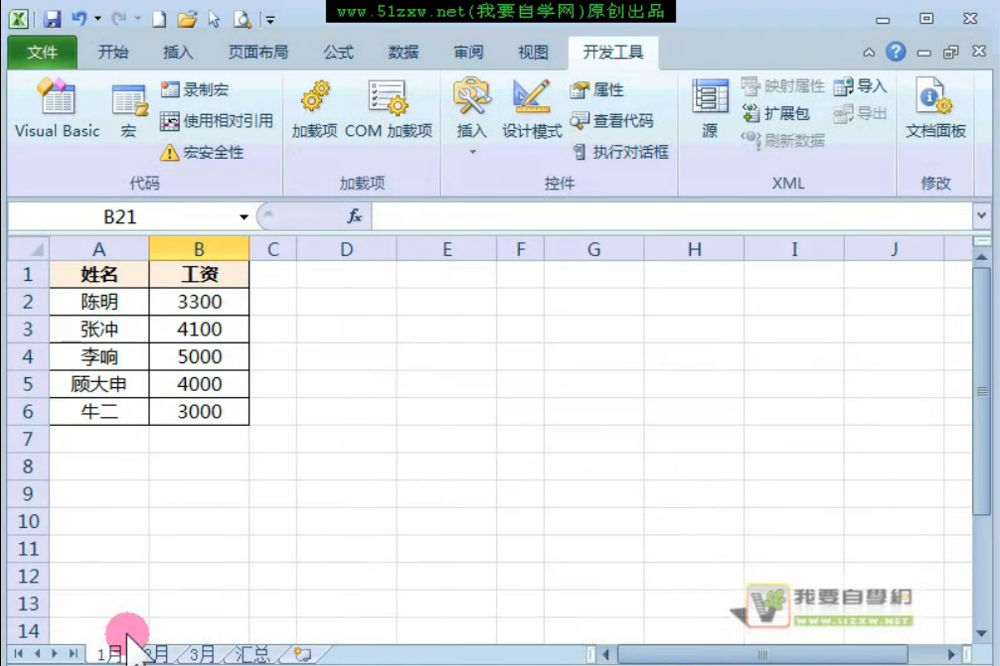 www.51zxw.net(我要自学网)原创出品
文件 开始 插入 页面布局 公式 数据 审阅 视图 开发工具
Visual Basic 宏 录制宏 使用相对引用 宏安全性 加载项 COM 加载项 插入 设计模式 属性 查看代码 执行对话框 源 映射属性 扩展包 刷新数据 导入 导出 文档面板
代码 加载项 控件 XML 修改
B21 fx
A B C D E F G H I J
1 姓名 工资
2 陈明 3300
3 张冲 4100
4 李响 5000
5 顾大申 4000
6 牛二 3000
7
8
9
10
11
12
13 我要自學網
WWW.51ZXW.NET
14
1月 2月 3月 汇总